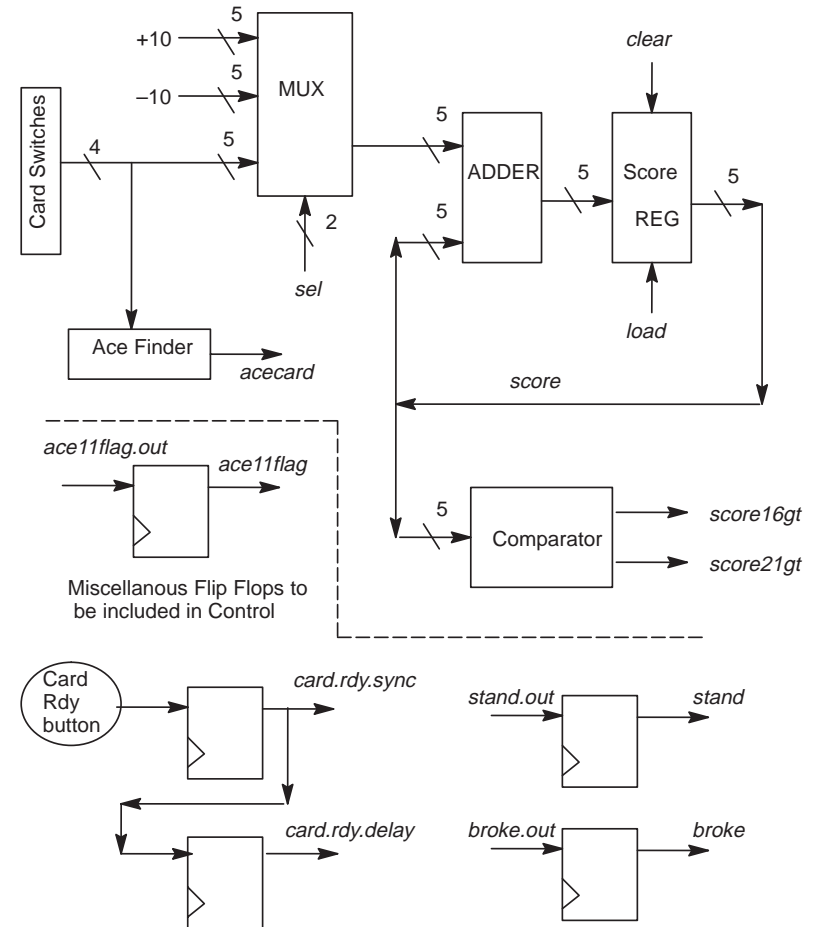 5
+10
5
–10
MUX
clear
Card Switches
4
5
5
ADDER
5
Score
REG
5
2
5
sel
load
Ace Finder
acecard
score
ace11flag.out
ace11flag
5
Comparator
score16gt
score21gt
Miscellanous Flip Flops to
be included in Control
Card
Rdy
button
card.rdy.sync
stand.out
stand
card.rdy.delay
broke.out
broke